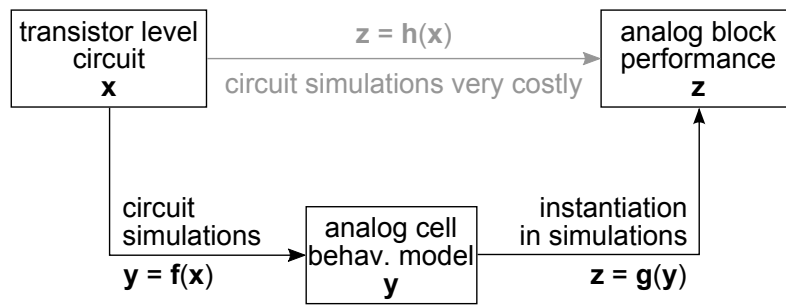 transistor level
circuit
x
z = h(x)
circuit simulations very costly
analog block
performance
z
circuit
simulations
y = f(x)
analog cell
behav. model
y
instantiation
in simulations
z = g(y)